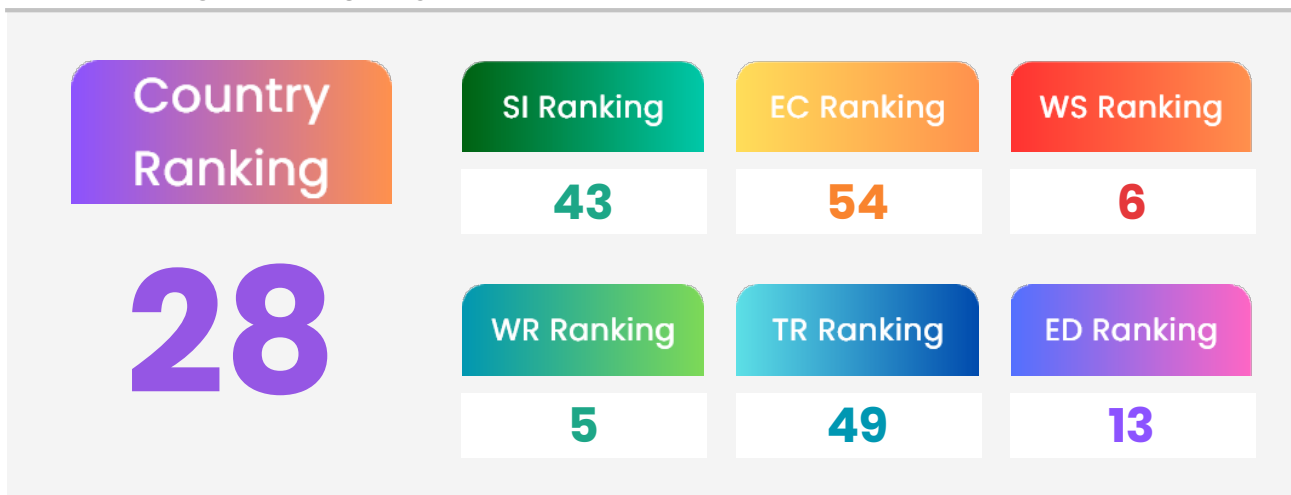 Country
Ranking
28
SI Ranking
43
EC Ranking
54
WS Ranking
6
WR Ranking
5
TR Ranking
49
ED Ranking
13